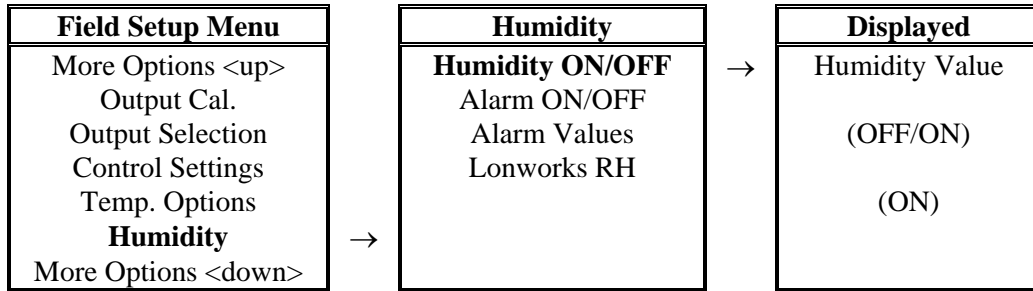 Field Setup Menu
More Options <up>
Output Cal.
Output Selection
Control Settings
Temp. Options
Humidity
→
More Options <down>
Humidity
Humidity ON/OFF
→
Alarm ON/OFF
Alarm Values
Lonworks RH
Displayed
Humidity Value
(OFF/ON)
(ON)